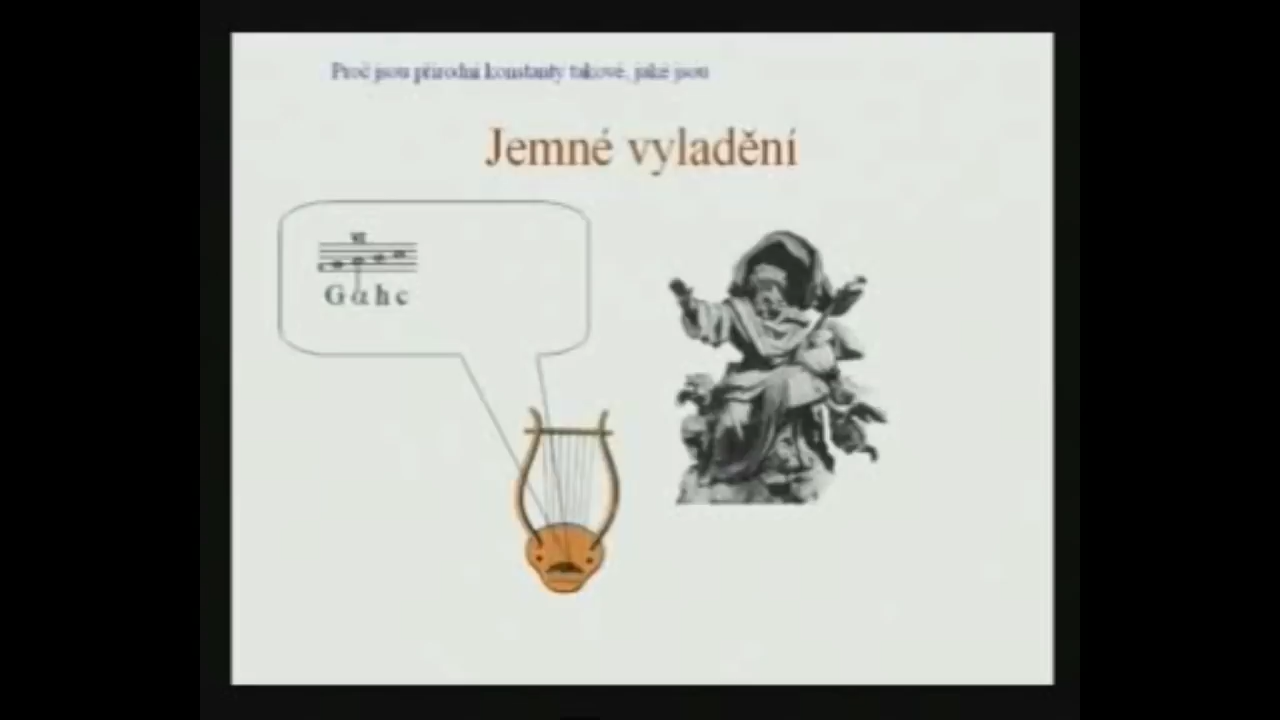 Proč jsou přírodní konstanty takové, jaké jsou
Jemné vyladění
G α h c